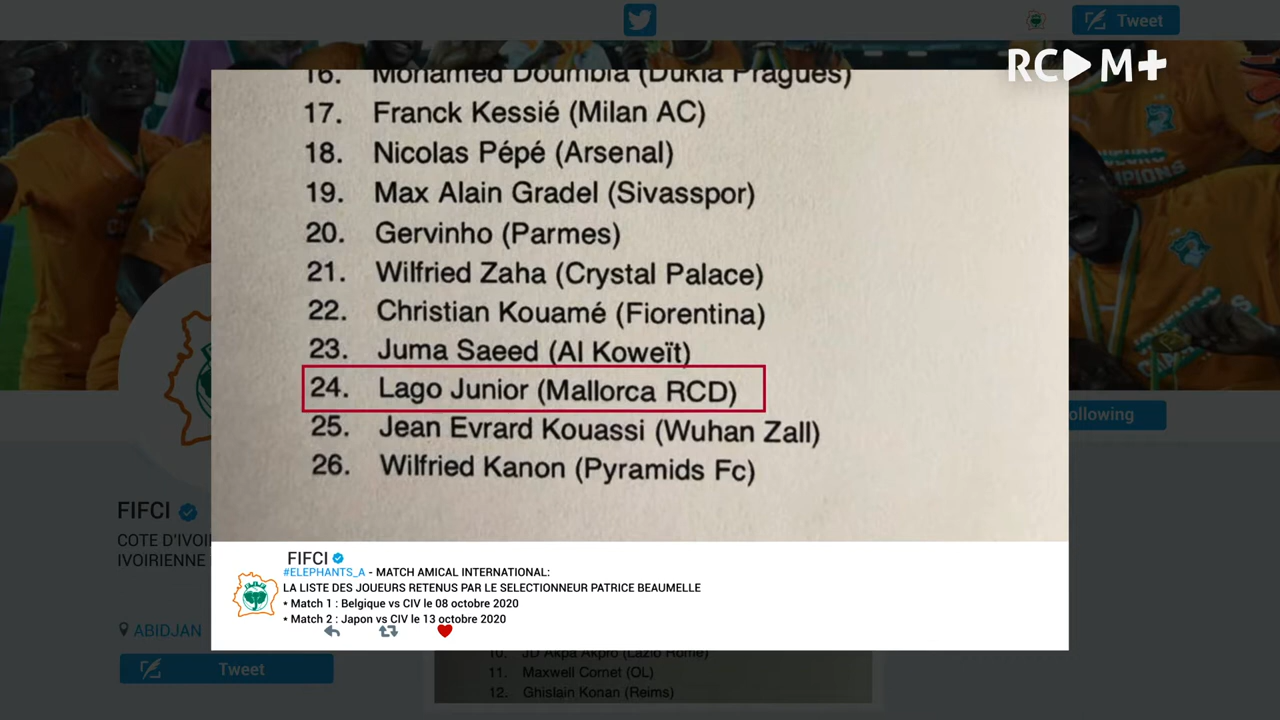 Tweet
RC M+
16. Mohamed Doumbia (Dukla Pragues)
17. Franck Kessié (Milan AC)
18. Nicolas Pépé (Arsenal)
19. Max Alain Gradel (Sivasspor)
20. Gervinho (Parmes)
21. Wilfried Zaha (Crystal Palace)
22. Christian Kouamé (Fiorentina)
23. Juma Saeed (Al Koweït)
24. Lago Junior (Mallorca RCD)
25. Jean Evrard Kouassi (Wuhan Zall)
26. Wilfried Kanon (Pyramids Fc)
ollowing
FIFCI
COTE D'IVOI
IVOIRIENNE
ABIDJAN
Tweet
FIFCI
#ELEPHANTS_A - MATCH AMICAL INTERNATIONAL:
LA LISTE DES JOUEURS RETENUS PAR LE SELECTIONNEUR PATRICE BEAUMELLE
* Match 1 : Belgique vs CIV le 08 octobre 2020
* Match 2 : Japon vs CIV le 13 octobre 2020
10. JD Akpa Akpro (Lazio Rome)
11. Maxwell Cornet (OL)
12. Ghislain Konan (Reims)